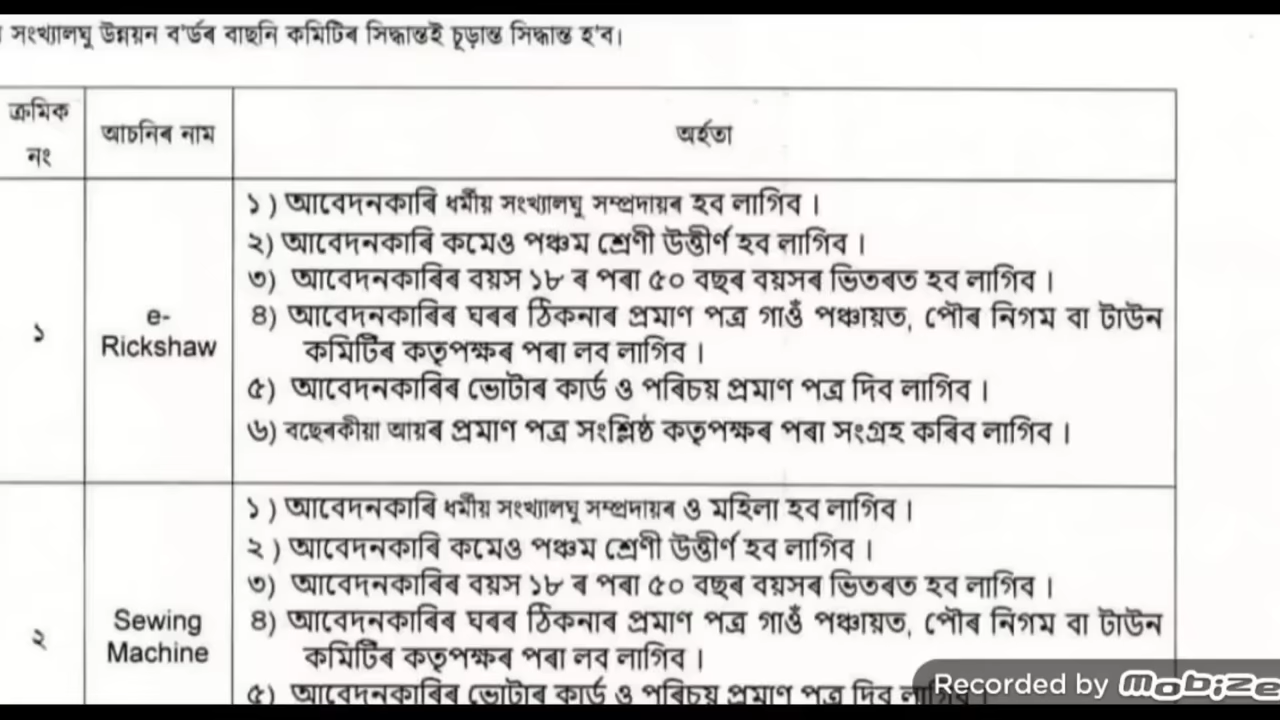 সংখ্যালঘু উন্নয়ন ব'ৰ্ডৰ বাছনি কমিটিৰ সিদ্ধান্তই চূড়ান্ত সিদ্ধান্ত হ'ব।
ক্ৰমিক নং
আচনিৰ নাম
অৰ্হতা
১
e-
Rickshaw
১) আবেদনকাৰি ধৰ্মীয় সংখ্যালঘু সম্প্ৰদায়ৰ হব লাগিব ।
২) আবেদনকাৰি কমেও পঞ্চম শ্ৰেণী উত্তীৰ্ণ হব লাগিব ।
৩) আবেদনকাৰিৰ বয়স ১৮ ৰ পৰা ৫০ বছৰ বয়সৰ ভিতৰত হব লাগিব ।
৪) আবেদনকাৰিৰ ঘৰৰ ঠিকনাৰ প্ৰমাণ পত্ৰ গাওঁ পঞ্চায়ত, পৌৰ নিগম বা টাউন
কমিটিৰ কতৃপক্ষৰ পৰা লব লাগিব ।
৫) আবেদনকাৰিৰ ভোটাৰ কাৰ্ড ও পৰিচয় প্ৰমাণ পত্ৰ দিব লাগিব ।
৬) বছেৰকীয়া আয়ৰ প্ৰমাণ পত্ৰ সংশ্লিষ্ঠ কতৃপক্ষৰ পৰা সংগ্ৰহ কৰিব লাগিব ।
২
Sewing
Machine
১) আবেদনকাৰি ধৰ্মীয় সংখ্যালঘু সম্প্ৰদায়ৰ ও মহিলা হব লাগিব ।
২) আবেদনকাৰি কমেও পঞ্চম শ্ৰেণী উত্তীৰ্ণ হব লাগিব ।
৩) আবেদনকাৰিৰ বয়স ১৮ ৰ পৰা ৫০ বছৰ বয়সৰ ভিতৰত হব লাগিব ।
৪) আবেদনকাৰিৰ ঘৰৰ ঠিকনাৰ প্ৰমাণ পত্ৰ গাওঁ পঞ্চায়ত, পৌৰ নিগম বা টাউন
কমিটিৰ কতৃপক্ষৰ পৰা লব লাগিব ।
৫) আবেদনকাৰিৰ ভোটাৰ কাৰ্ড ও পৰিচয় প্ৰমাণ পত্ৰ দিব
Recorded by Mobize